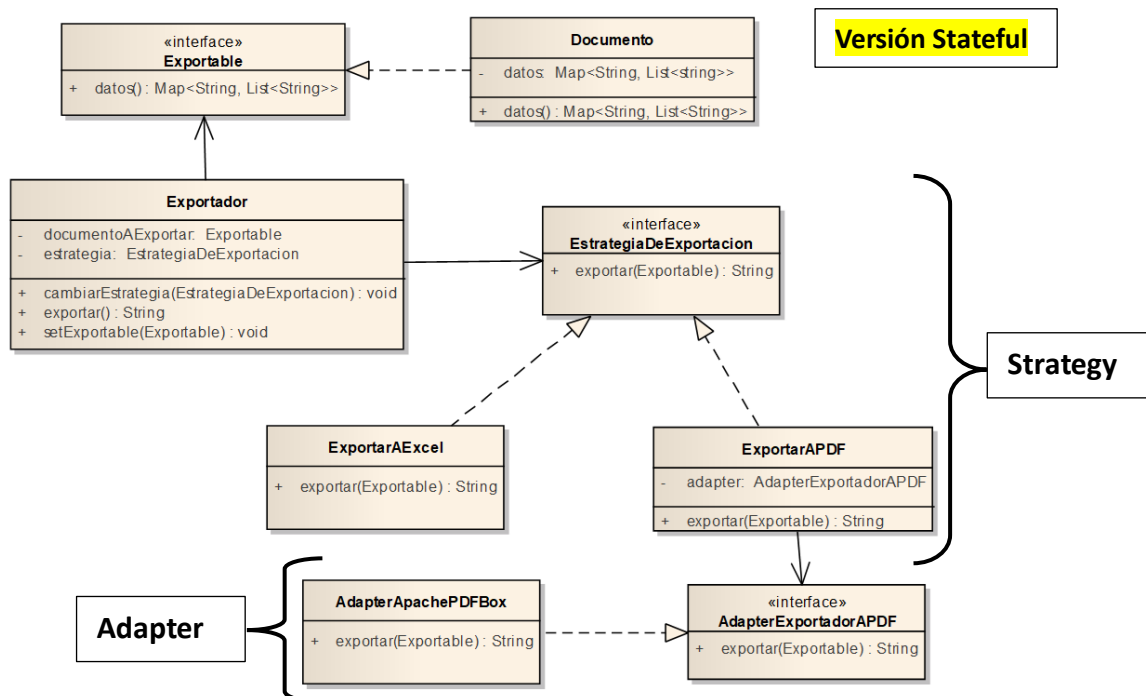 «interface»
Exportable
+ datos() : Map<String, List<String>>
Documento
- datos: Map<String, List<string>>
+ datos() : Map<String, List<String>>
Versión Stateful
Exportador
- documentoAExportar: Exportable
- estrategia: EstrategiaDeExportacion
+ cambiarEstrategia(EstrategiaDeExportacion) : void
+ exportar() : String
+ setExportable(Exportable) : void
«interface»
EstrategiaDeExportacion
+ exportar(Exportable) : String
Strategy
ExportarAExcel
+ exportar(Exportable) : String
ExportarAPDF
- adapter: AdapterExportadorAPDF
+ exportar(Exportable) : String
Adapter
AdapterApachePDFBox
+ exportar(Exportable) : String
«interface»
AdapterExportadorAPDF
+ exportar(Exportable) : String